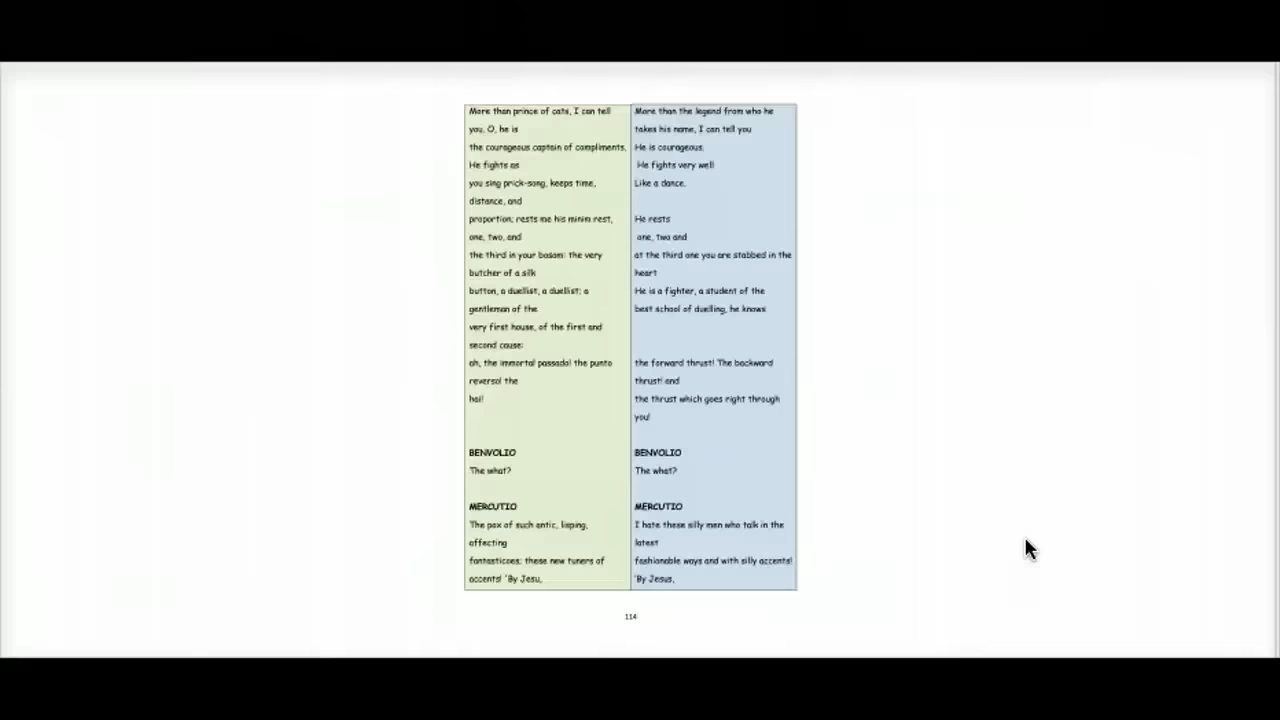 More than prince of cats, I can tell
you. O, he is
the courageous captain of compliments.
He fights as
you sing prick-song, keeps time,
distance, and
proportion; rests me his minim rest,
one, two, and
the third in your bosom: the very
butcher of a silk
button, a duellist, a duellist; a
gentleman of the
very first house, of the first and
second cause:
ah, the immortal passado! the punto
reverso! the
hai!
BENVOLIO
The what?
MERCUTIO
The pox of such antic, lisping,
affecting
fantasticoes; these new tuners of
accents! 'By Jesu,
More than the legend from who he
takes his name, I can tell you
He is courageous.
He fights very well
Like a dance.
He rests
one, two and
at the third one you are stabbed in the
heart
He is a fighter, a student of the
best school of duelling, he knows
the forward thrust! The backward
thrust! and
the thrust which goes right through
you!
BENVOLIO
The what?
MERCUTIO
I hate these silly men who talk in the
latest
fashionable ways and with silly accents!
'By Jesus,
114